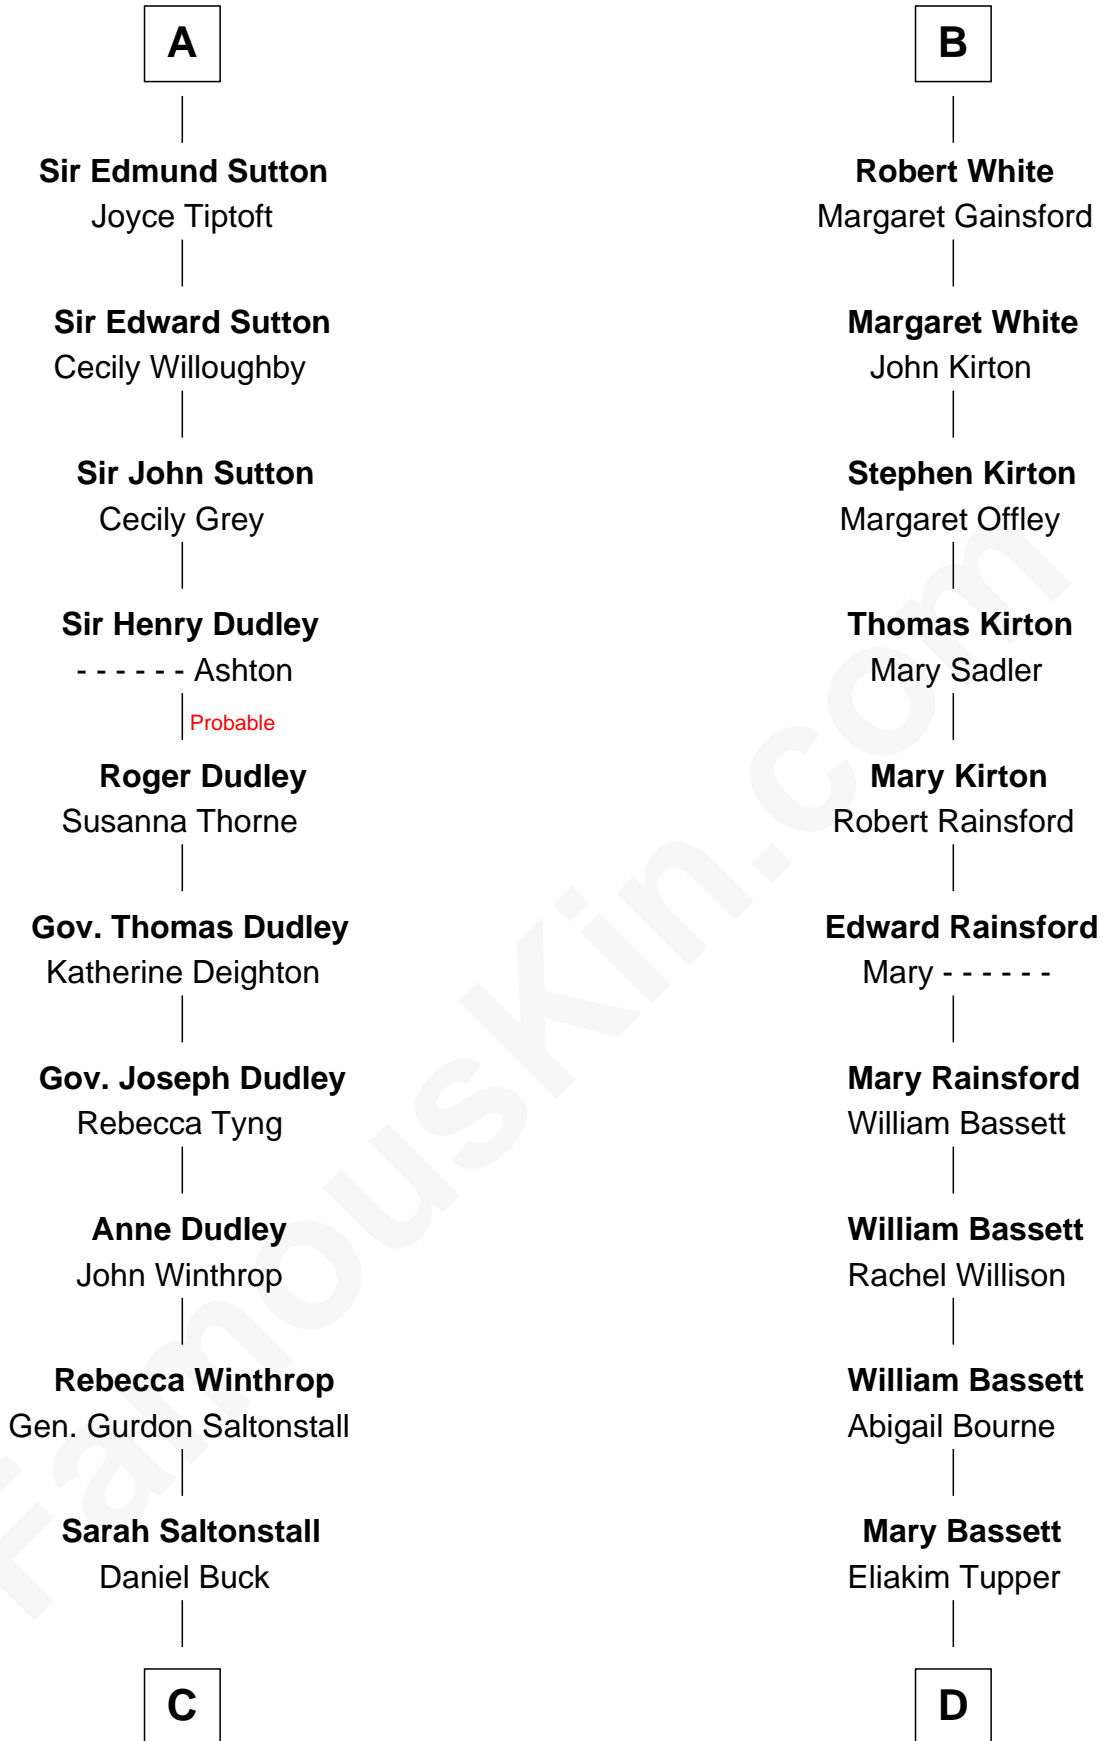 A
Sir Edmund Sutton
Joyce Tiptoft
Sir Edward Sutton
Cecily Willoughby
Sir John Sutton
Cecily Grey
Sir Henry Dudley
- - - - - - Ashton
Probable
Roger Dudley
Susanna Thorne
Gov. Thomas Dudley
Katherine Deighton
Gov. Joseph Dudley
Rebecca Tyng
Anne Dudley
John Winthrop
Rebecca Winthrop
Gen. Gurdon Saltonstall
Sarah Saltonstall
Daniel Buck
C
B
Robert White
Margaret Gainsford
Margaret White
John Kirton
Stephen Kirton
Margaret Offley
Thomas Kirton
Mary Sadler
Mary Kirton
Robert Rainsford
Edward Rainsford
Mary - - - - - -
Mary Rainsford
William Bassett
William Bassett
Rachel Willison
William Bassett
Abigail Bourne
Mary Bassett
Eliakim Tupper
D
FamousKin.com